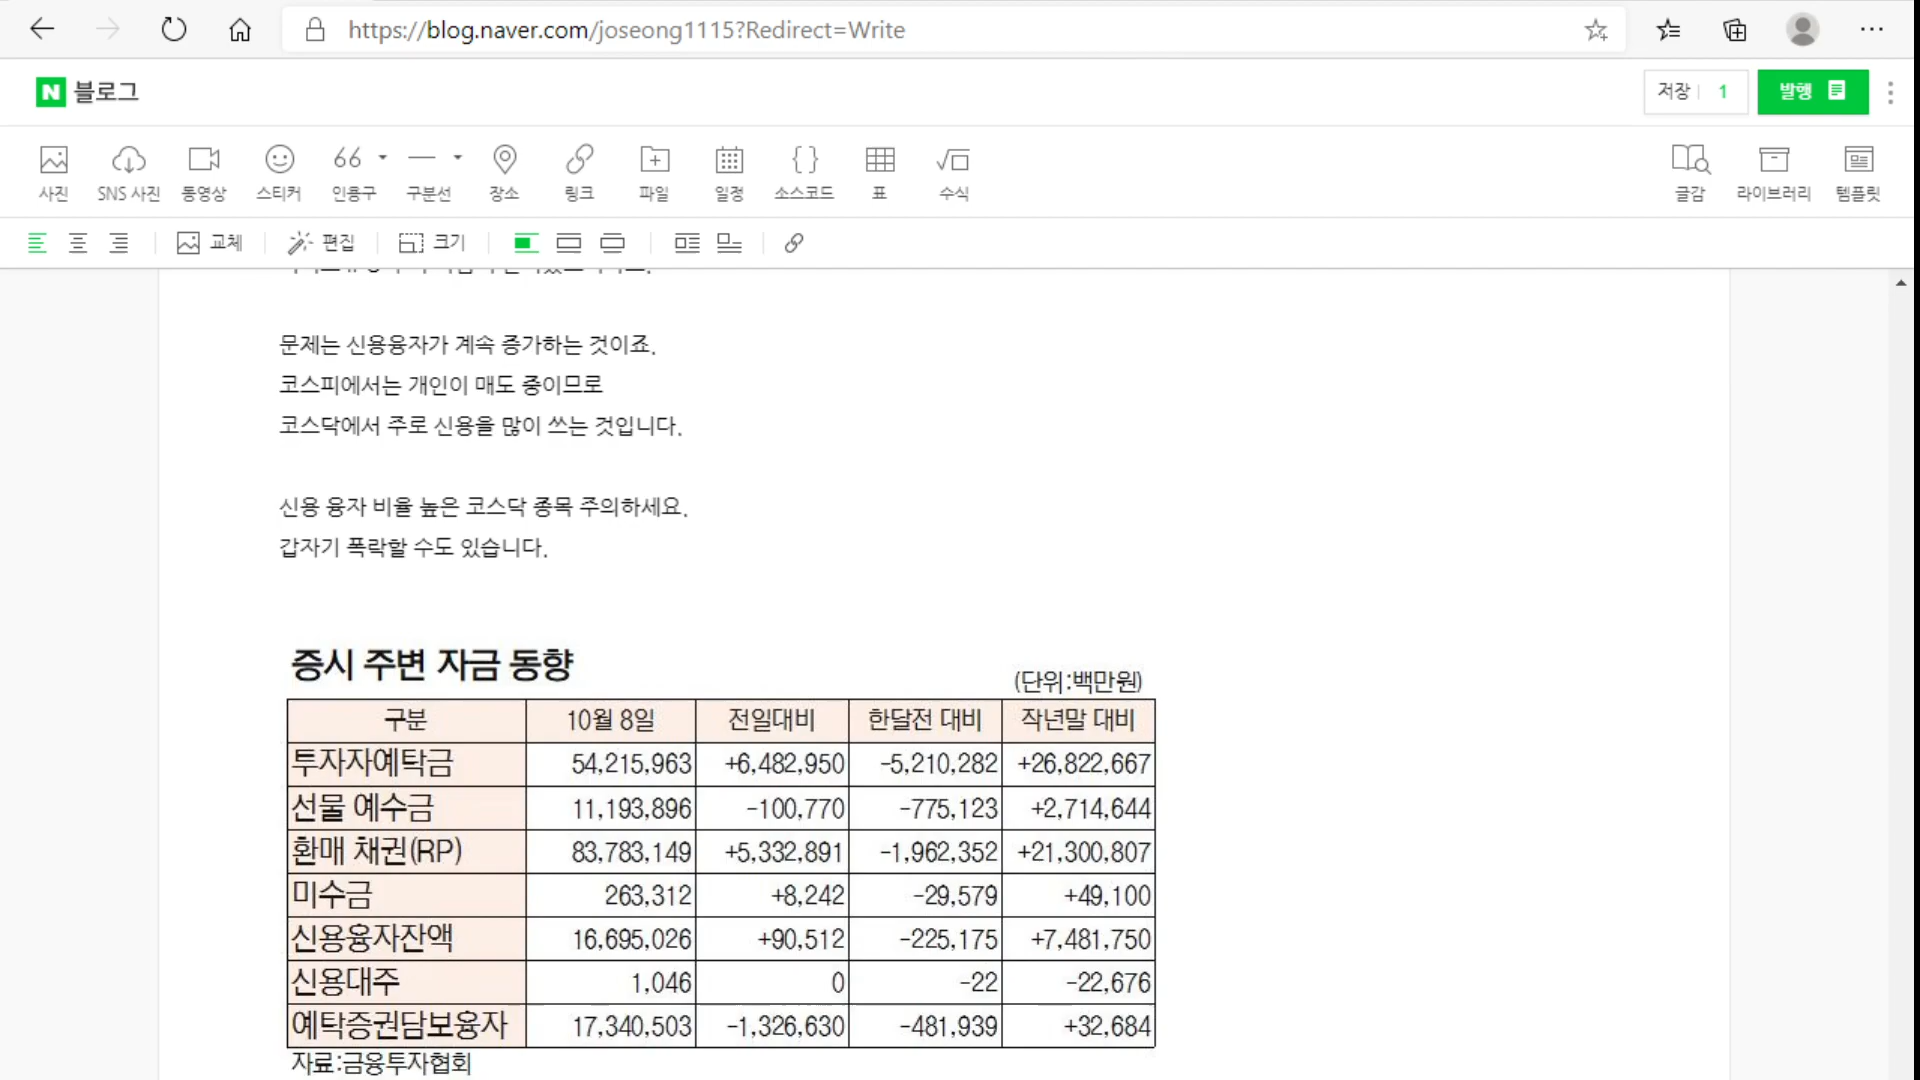 https://blog.naver.com/joseong1115?Redirect=Write
N 블로그
저장 1 발행
사진 SNS 사진 동영상 스티커 66 인용구 구분선 장소 링크 파일 일정 소스코드 표 수식 글감 라이브러리 템플릿
교체 편집 크기
문제는 신용융자가 계속 증가하는 것이죠.
코스피에서는 개인이 매도 중이므로
코스닥에서 주로 신용을 많이 쓰는 것입니다.
신용 융자 비율 높은 코스닥 종목 주의하세요.
갑자기 폭락할 수도 있습니다.
증시 주변 자금 동향
(단위:백만원)
구분 10월 8일 전일대비 한달전 대비 작년말 대비
투자자예탁금 54,215,963 +6,482,950 -5,210,282 +26,822,667
선물 예수금 11,193,896 -100,770 -775,123 +2,714,644
환매 채권(RP) 83,783,149 +5,332,891 -1,962,352 +21,300,807
미수금 263,312 +8,242 -29,579 +49,100
신용융자잔액 16,695,026 +90,512 -225,175 +7,481,750
신용대주 1,046 0 -22 -22,676
예탁증권담보융자 17,340,503 -1,326,630 -481,939 +32,684
자료:금융투자협회